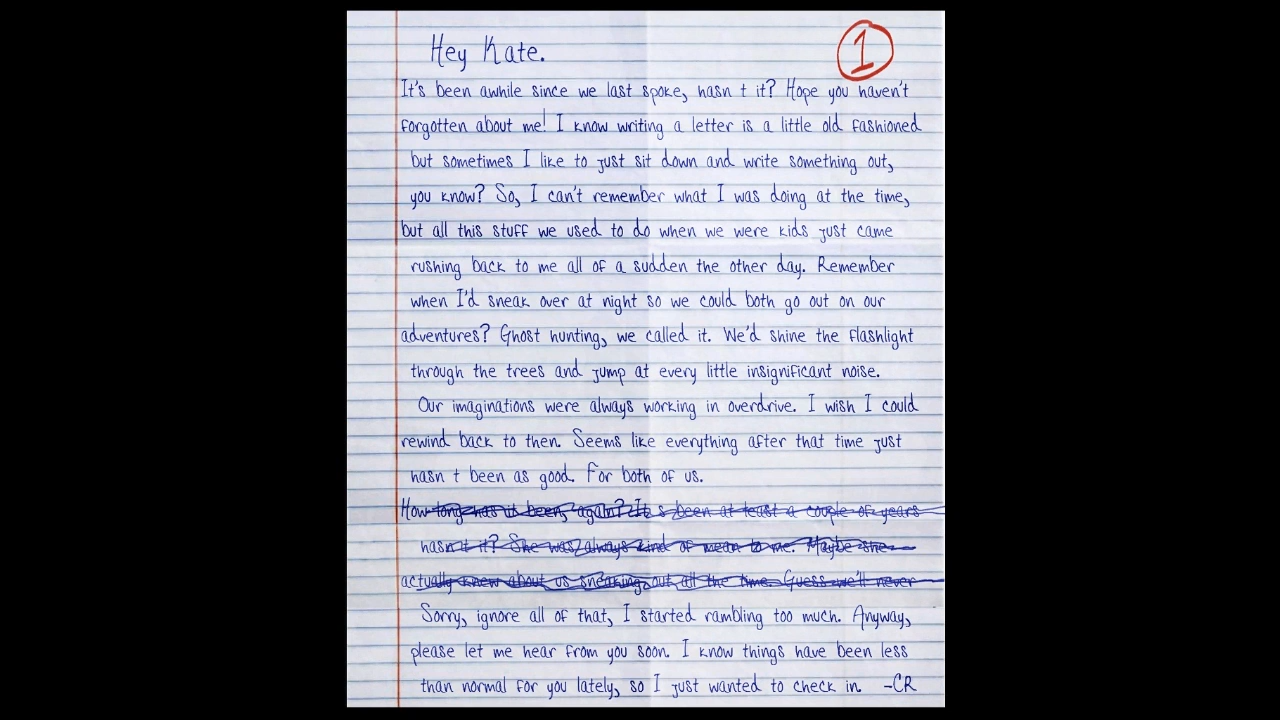 Hey Kate.
1
It's been awhile since we last spoke, hasn t it? Hope you haven't
forgotten about me! I know writing a letter is a little old fashioned
but sometimes I like to just sit down and write something out,
you know? So, I can't remember what I was doing at the time,
but all this stuff we used to do when we were kids just came
rushing back to me all of a sudden the other day. Remember
when I'd sneak over at night so we could both go out on our
adventures? Ghost hunting, we called it. We'd shine the flashlight
through the trees and jump at every little insignificant noise.
Our imaginations were always working in overdrive. I wish I could
rewind back to then. Seems like everything after that time just
hasn t been as good. For both of us.
How long has it been, again? It s been at least a couple of years
hasn t it? She was always kind of mean to me. Maybe she
actually knew about us sneaking out all the time. Guess we'll never
Sorry, ignore all of that, I started rambling too much. Anyway,
please let me hear from you soon. I know things have been less
than normal for you lately, so I just wanted to check in. -CR